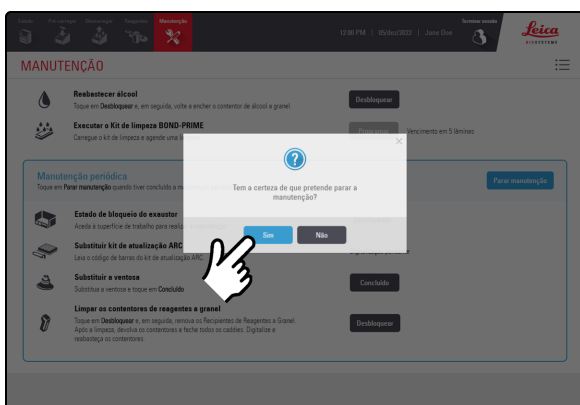 Estado
Pré-carregar
Descarregar
Reagentes
Manutenção
12:00 PM | 05/dez/2022 | Jane Doe
Terminar sessão
Leica
BIOSYSTEMS
MANUTENÇÃO
Reabastecer álcool
Toque em Desbloquear e, em seguida, volte a encher o contentor de álcool a granel.
Desbloquear
Executar o Kit de limpeza BOND-PRIME
Carregue o kit de limpeza e agende uma
Programar
Vencimento em 5 lâminas
Manutenção periódica
Toque em Parar manutenção quando tiver concluído a
Parar manutenção
Tem a certeza de que pretende parar a
manutenção?
Sim
Não
Estado de bloqueio do exaustor
Aceda à superfície de trabalho para
Substituir kit de atualização ARC
Leia o código de barras do kit de atualização ARC.
Substituir a ventosa
Substitua a ventosa e toque em Concluído
Concluído
Limpar os contentores de reagentes a granel
Toque em Desbloquear e, em seguida, remova os Recipientes de Reagentes a Granel.
Após a limpeza, devolva os contentores e feche todos os caddies. Digitalize e
reabasteça os contentores.
Desbloquear